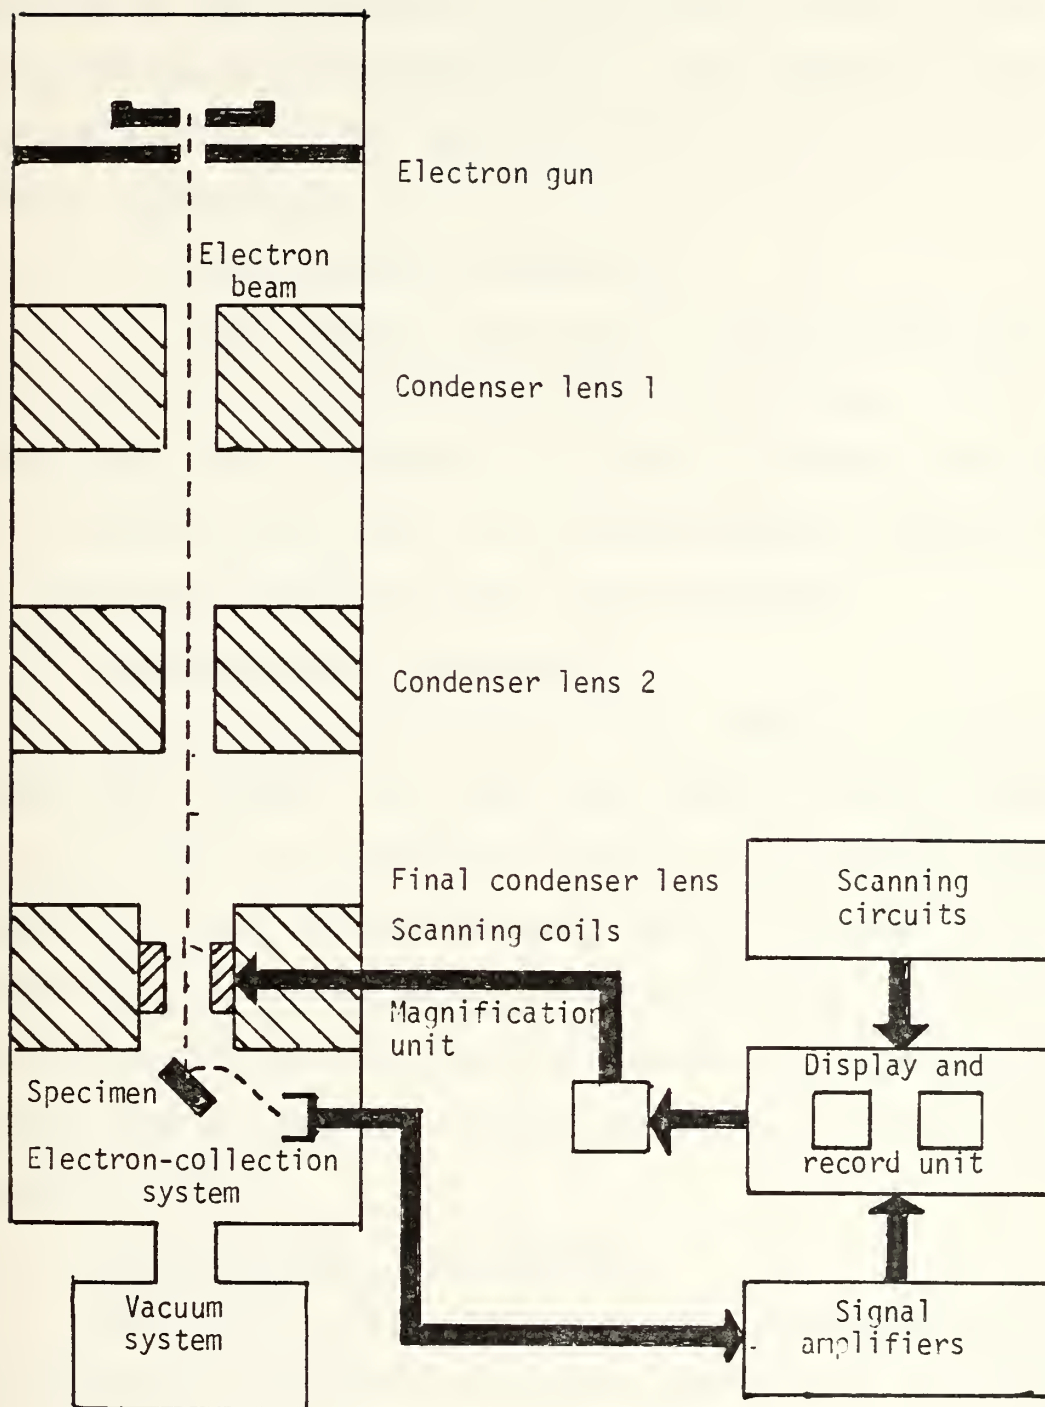 Electron gun
Electron
beam
Condenser lens 1
Condenser lens 2
Final condenser lens
Scanning coils
Magnification
unit
Scanning
circuits
Display and
record unit
Specimen
Electron-collection
system
Vacuum
system
Signal
amplifiers